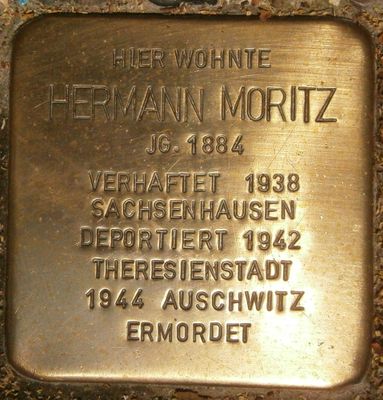 HIER WOHNTE
HERMANN MORITZ
JG. 1884
VERHAFTET 1938
SACHSENHAUSEN
DEPORTIERT 1942
THERESIENSTADT
1944 AUSCHWITZ
ERMORDET